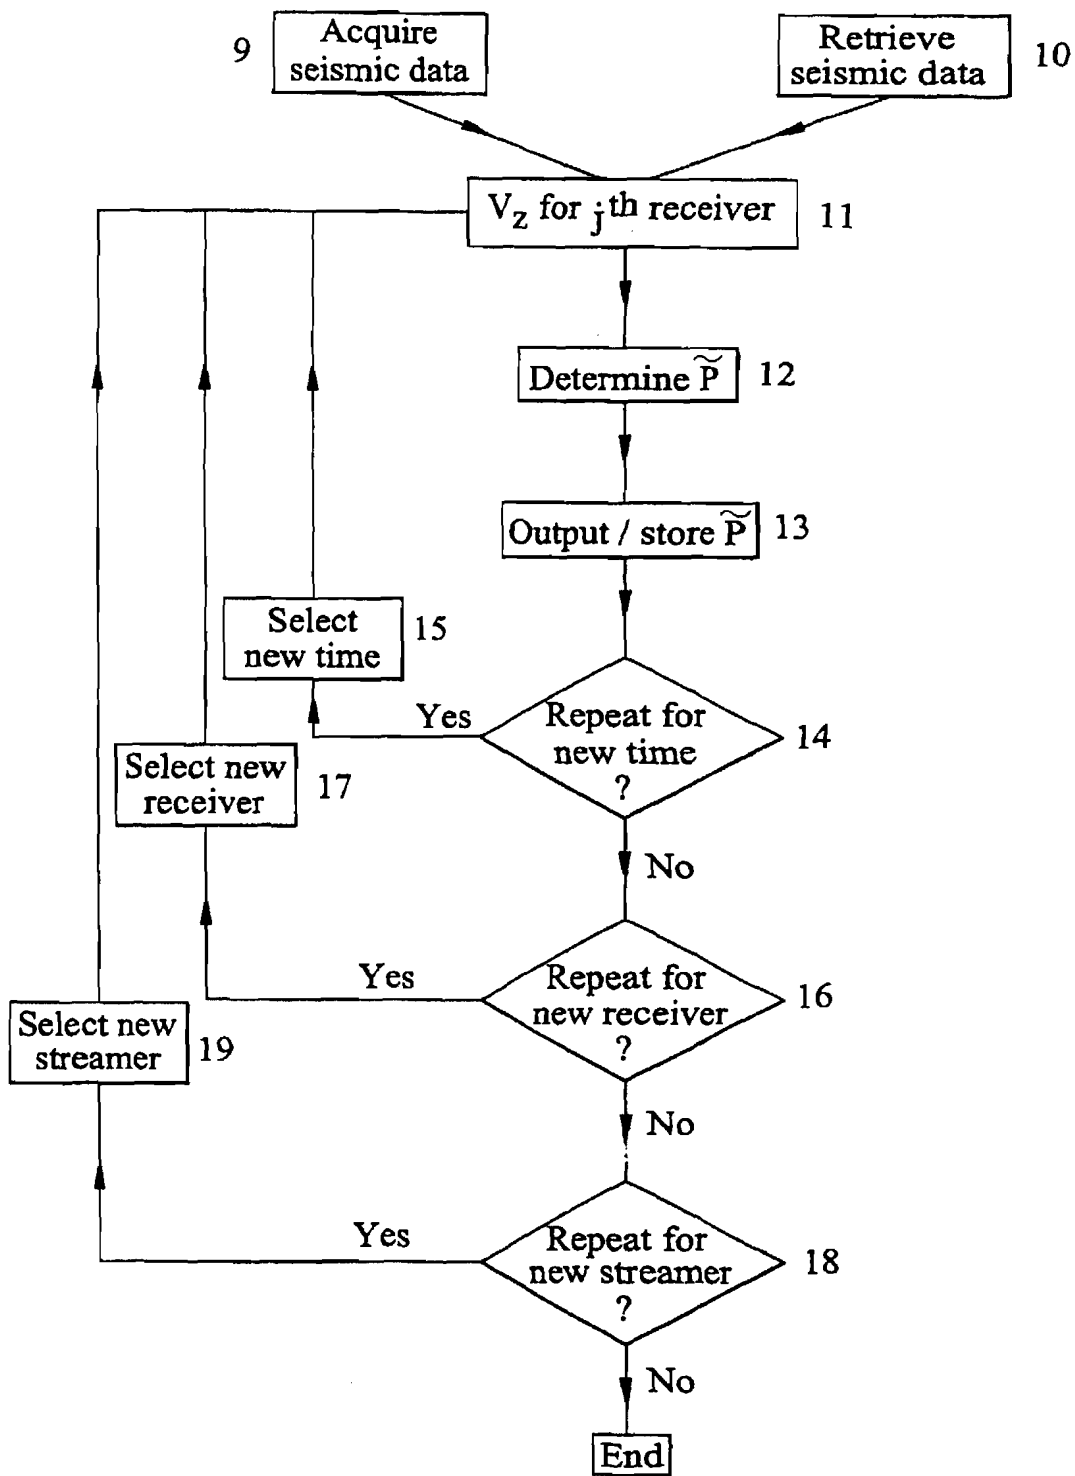 9
Acquire
seismic data
Retrieve
seismic data
10
V_z for j^th receiver
11
Determine P̃
12
Output / store P̃
13
Select
new time
15
Yes
Repeat for
new time
?
14
Select new
receiver
17
No
Yes
Repeat for
new receiver
?
16
Select new
streamer
19
No
Yes
Repeat for
new streamer
?
18
No
End